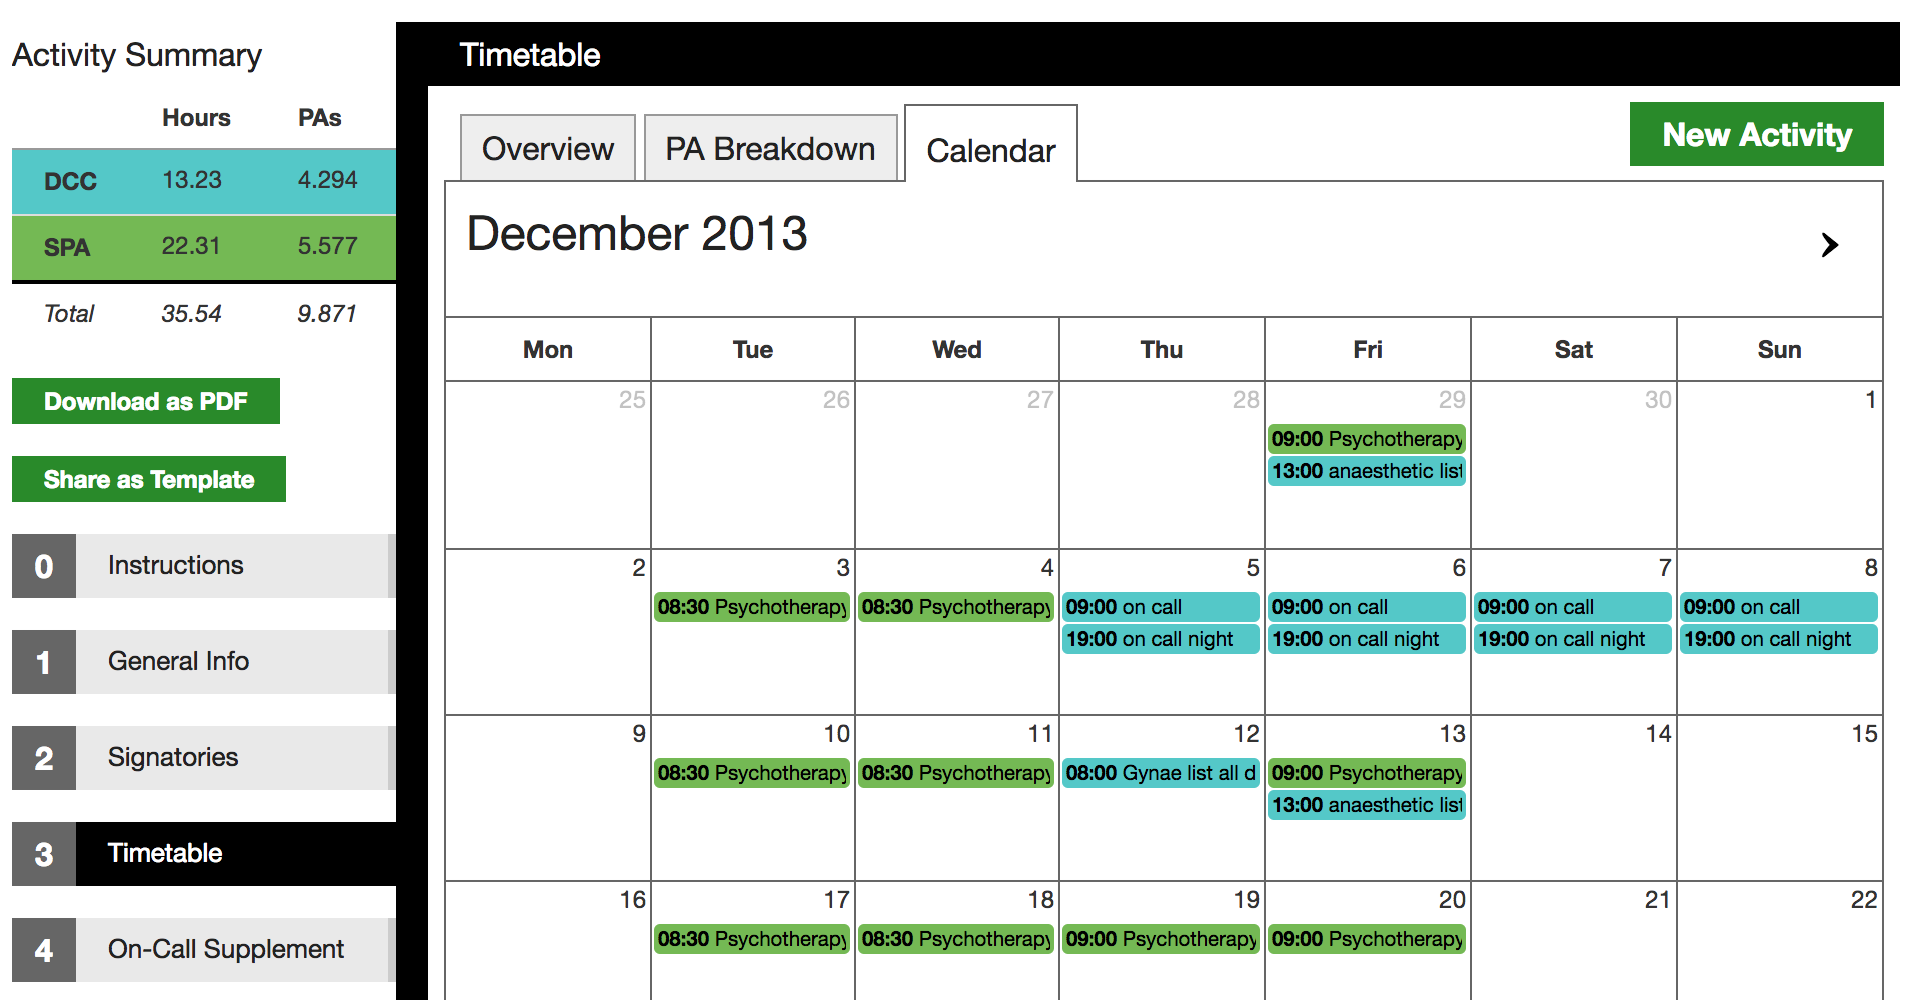 Activity Summary
Hours PAs
DCC 13.23 4.294
SPA 22.31 5.577
Total 35.54 9.871
Download as PDF
Share as Template
0 Instructions
1 General Info
2 Signatories
3 Timetable
4 On-Call Supplement
Timetable
Overview PA Breakdown Calendar
New Activity
December 2013
Mon Tue Wed Thu Fri Sat Sun
25 26 27 28 29 30 1
09:00 Psychotherapy
13:00 anaesthetic list
2 3 4 5 6 7 8
08:30 Psychotherapy 08:30 Psychotherapy 09:00 on call 09:00 on call 09:00 on call 09:00 on call
19:00 on call night 19:00 on call night 19:00 on call night 19:00 on call night
9 10 11 12 13 14 15
08:30 Psychotherapy 08:30 Psychotherapy 08:00 Gynae list all d 09:00 Psychotherapy
13:00 anaesthetic list
16 17 18 19 20 21 22
08:30 Psychotherapy 08:30 Psychotherapy 09:00 Psychotherapy 09:00 Psychotherapy